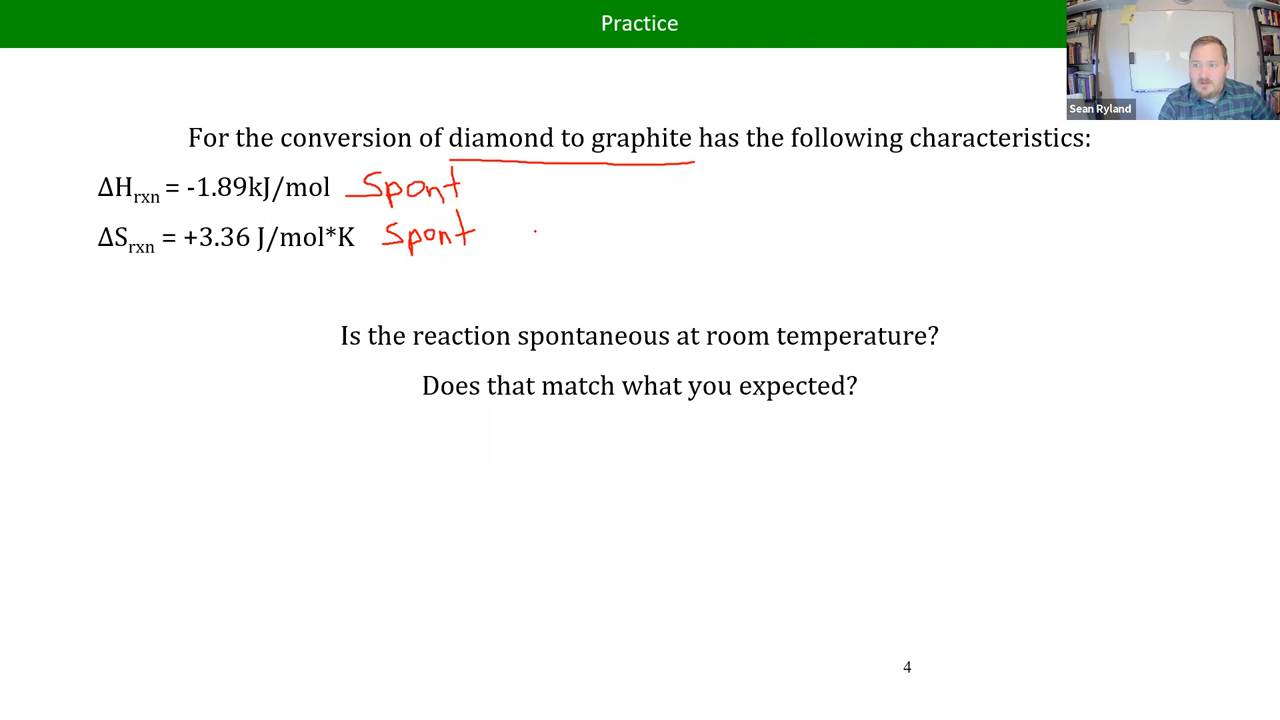 Practice
Sean Ryland
For the conversion of diamond to graphite has the following characteristics:
ΔHrxn = -1.89kJ/mol Spont
ΔSrxn = +3.36 J/mol*K Spont
Is the reaction spontaneous at room temperature?
Does that match what you expected?
4